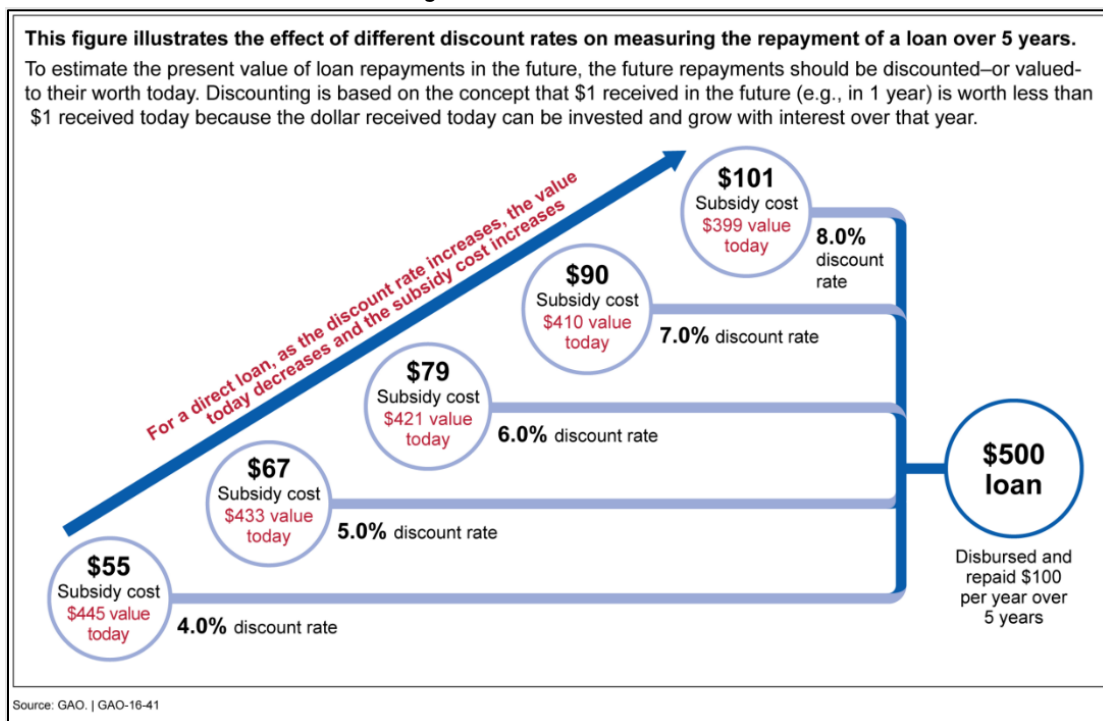 This figure illustrates the effect of different discount rates on measuring the repayment of a loan over 5 years.
To estimate the present value of loan repayments in the future, the future repayments should be discounted–or valued-
to their worth today. Discounting is based on the concept that $1 received in the future (e.g., in 1 year) is worth less than
$1 received today because the dollar received today can be invested and grow with interest over that year.
For a direct loan, as the discount rate increases, the value
today decreases and the subsidy cost increases
$101
Subsidy cost
$399 value
today
8.0%
discount
rate
$90
Subsidy cost
$410 value
today
7.0% discount rate
$79
Subsidy cost
$421 value
today
6.0% discount rate
$67
Subsidy cost
$433 value
today
5.0% discount rate
$55
Subsidy cost
$445 value
today
4.0% discount rate
$500
loan
Disbursed and
repaid $100
per year over
5 years
Source: GAO. | GAO-16-41